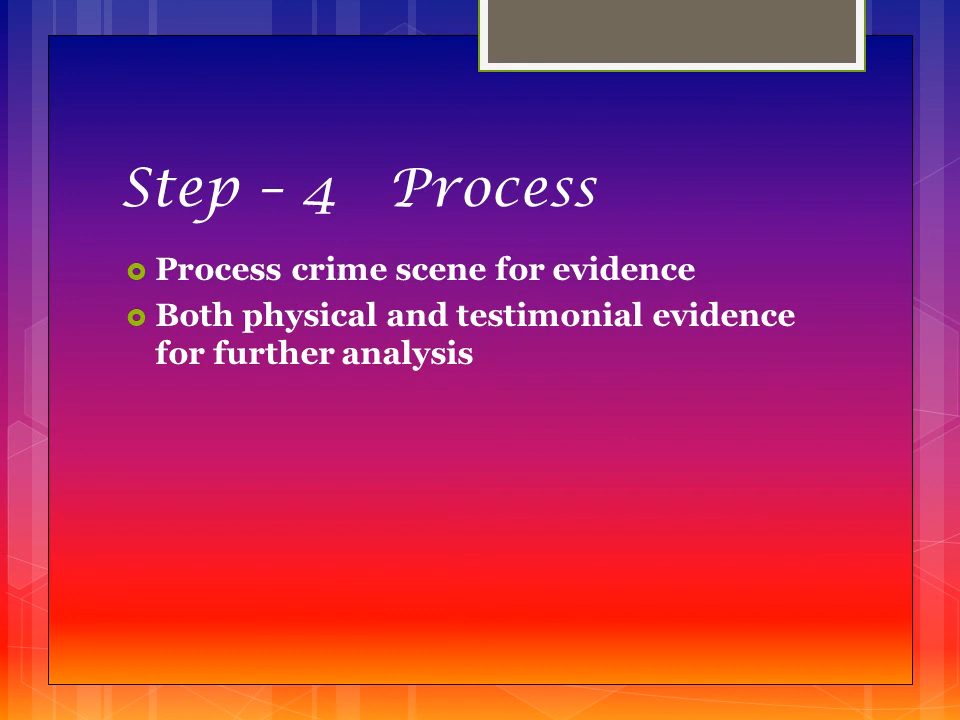 Step – 4 Process
Process crime scene for evidence
Both physical and testimonial evidence
for further analysis